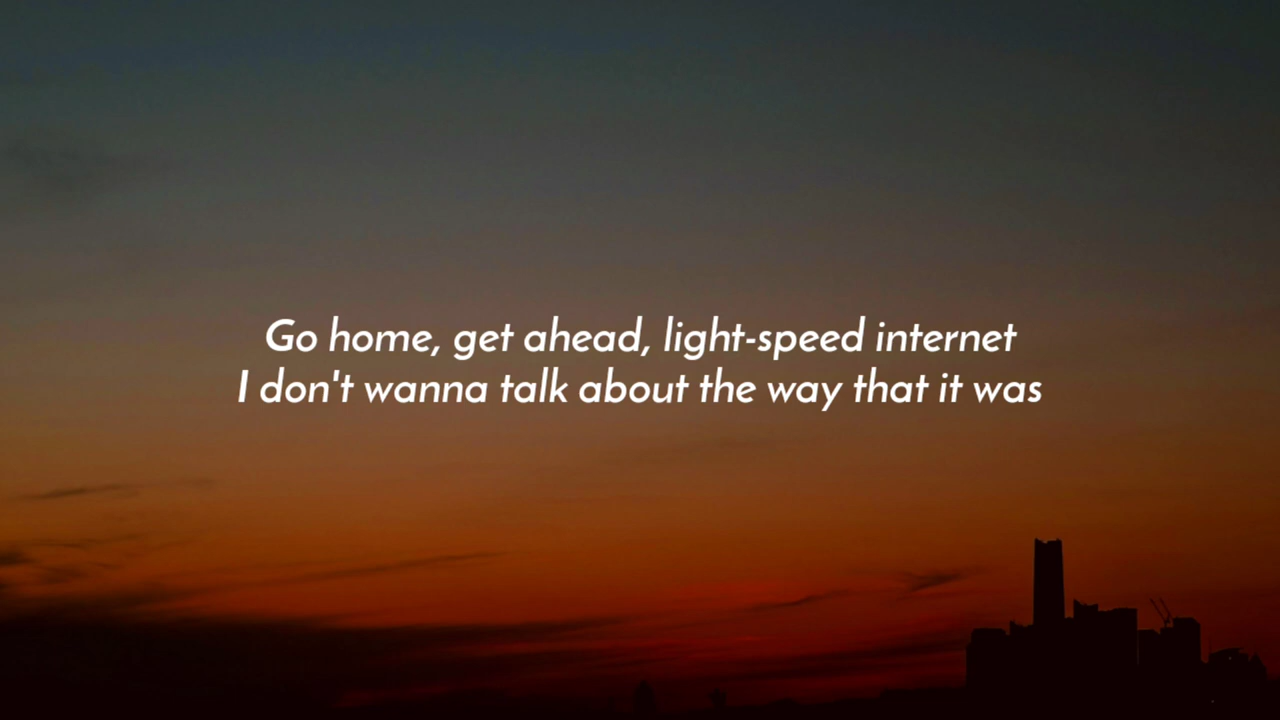 Go home, get ahead, light-speed internet
I don't wanna talk about the way that it was